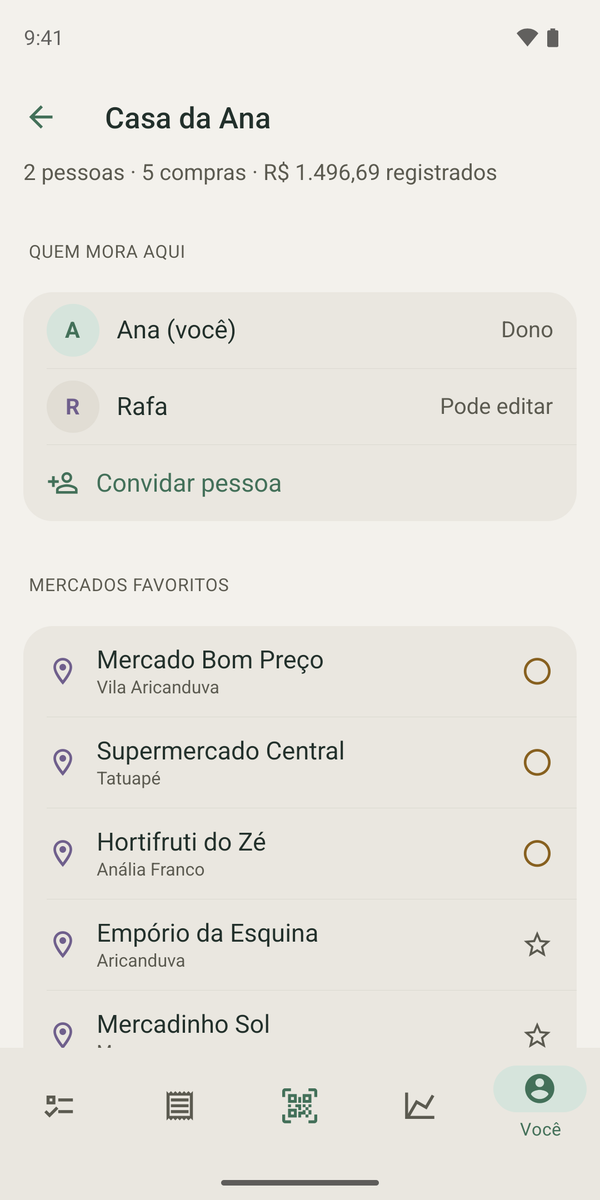 9:41
Casa da Ana
2 pessoas · 5 compras · R$ 1.496,69 registrados
QUEM MORA AQUI
A
Ana (você)
Dono
R
Rafa
Pode editar
Convidar pessoa
MERCADOS FAVORITOS
Mercado Bom Preço
Vila Aricanduva
Supermercado Central
Tatuapé
Hortifruti do Zé
Anália Franco
Empório da Esquina
Aricanduva
Mercadinho Sol
Você